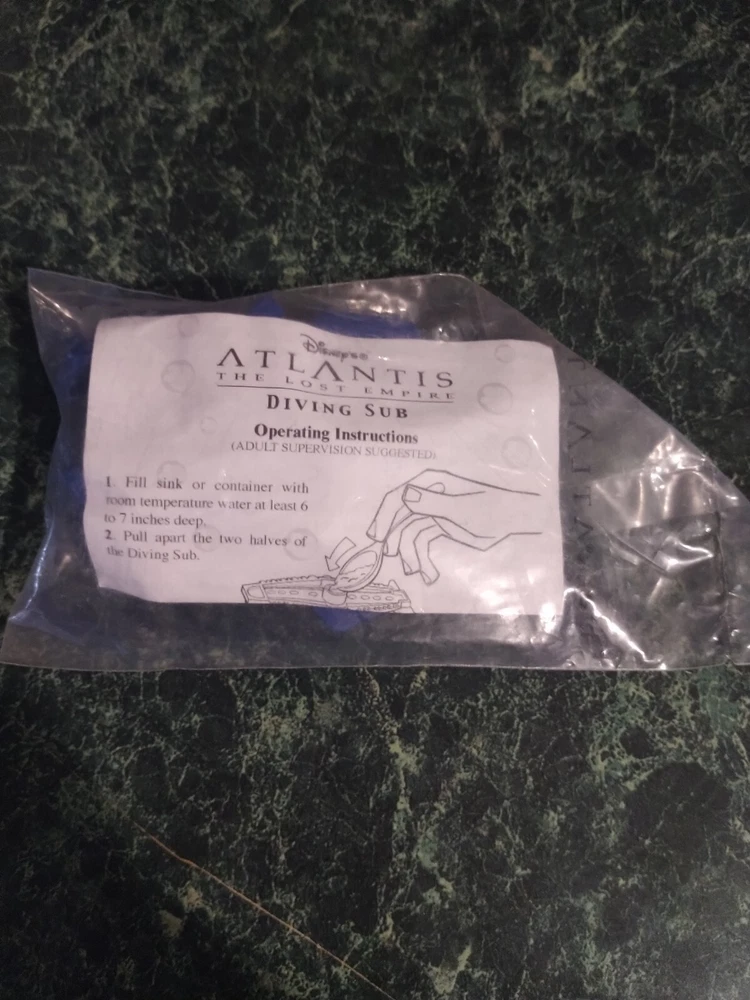 Disney's
ATLANTIS
THE LOST EMPIRE
DIVING SUB
Operating Instructions
(ADULT SUPERVISION SUGGESTED)
1. Fill sink or container with
room temperature water at least 6
to 7 inches deep.
2. Pull apart the two halves of
the Diving Sub.
ATLANTIS